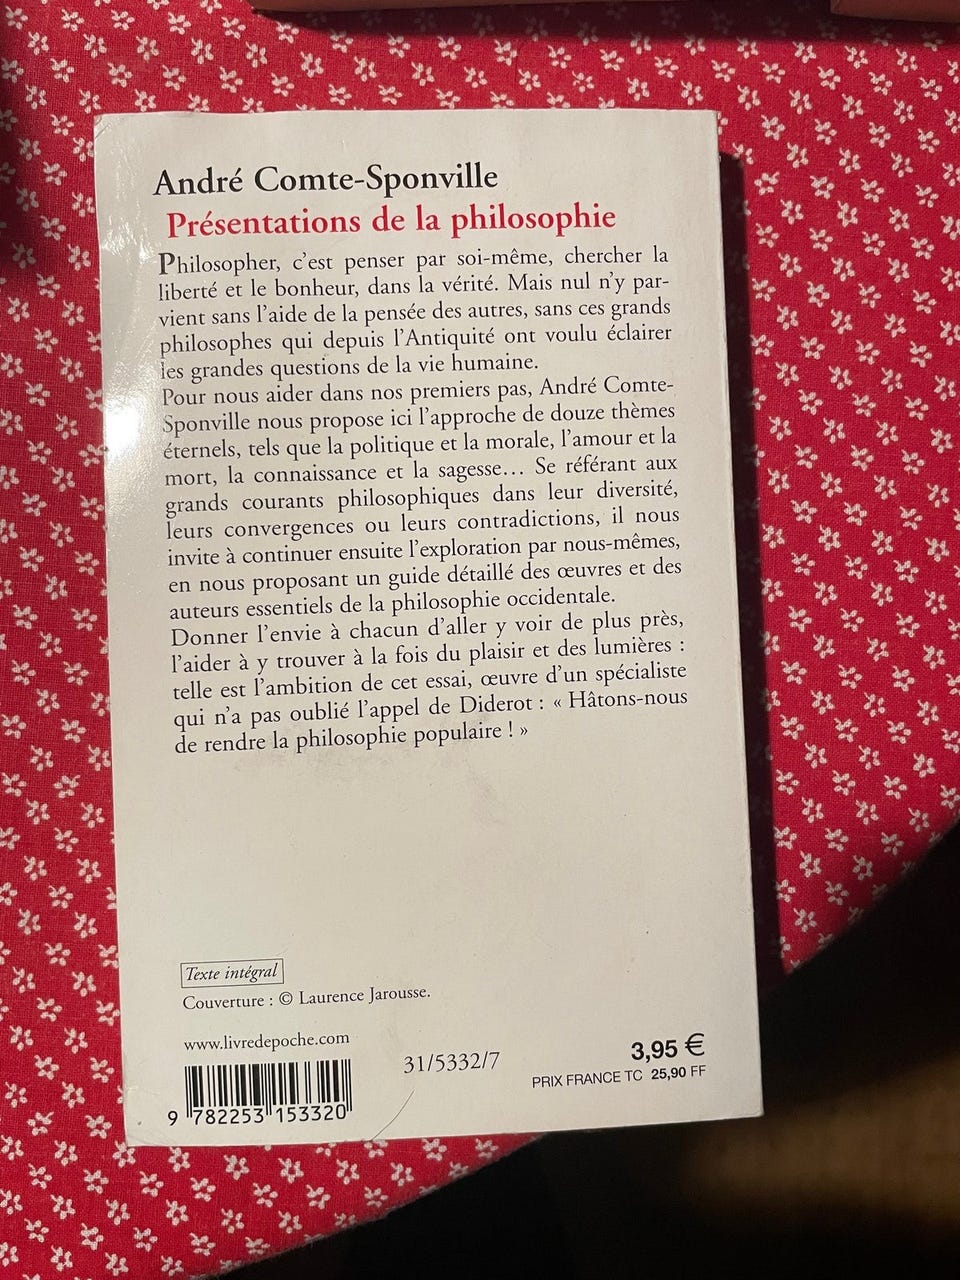 André Comte-Sponville
Présentations de la philosophie
Philosopher, c'est penser par soi-même, chercher la
liberté et le bonheur, dans la vérité. Mais nul n'y par-
vient sans l'aide de la pensée des autres, sans ces grands
philosophes qui depuis l'Antiquité ont voulu éclairer
les grandes questions de la vie humaine.
Pour nous aider dans nos premiers pas, André Comte-
Sponville nous propose ici l'approche de douze thèmes
éternels, tels que la politique et la morale, l'amour et la
mort, la connaissance et la sagesse... Se référant aux
grands courants philosophiques dans leur diversité,
leurs convergences ou leurs contradictions, il nous
invite à continuer ensuite l'exploration par nous-mêmes,
en nous proposant un guide détaillé des œuvres et des
auteurs essentiels de la philosophie occidentale.
Donner l'envie à chacun d'aller y voir de plus près,
l'aider à y trouver à la fois du plaisir et des lumières :
telle est l'ambition de cet essai, œuvre d'un spécialiste
qui n'a pas oublié l'appel de Diderot : « Hâtons-nous
de rendre la philosophie populaire ! »
Texte intégral
Couverture : © Laurence Jarousse.
www.livredepoche.com
31/5332/7
3,95 €
PRIX FRANCE TC 25,90 FF
9 782253 153320